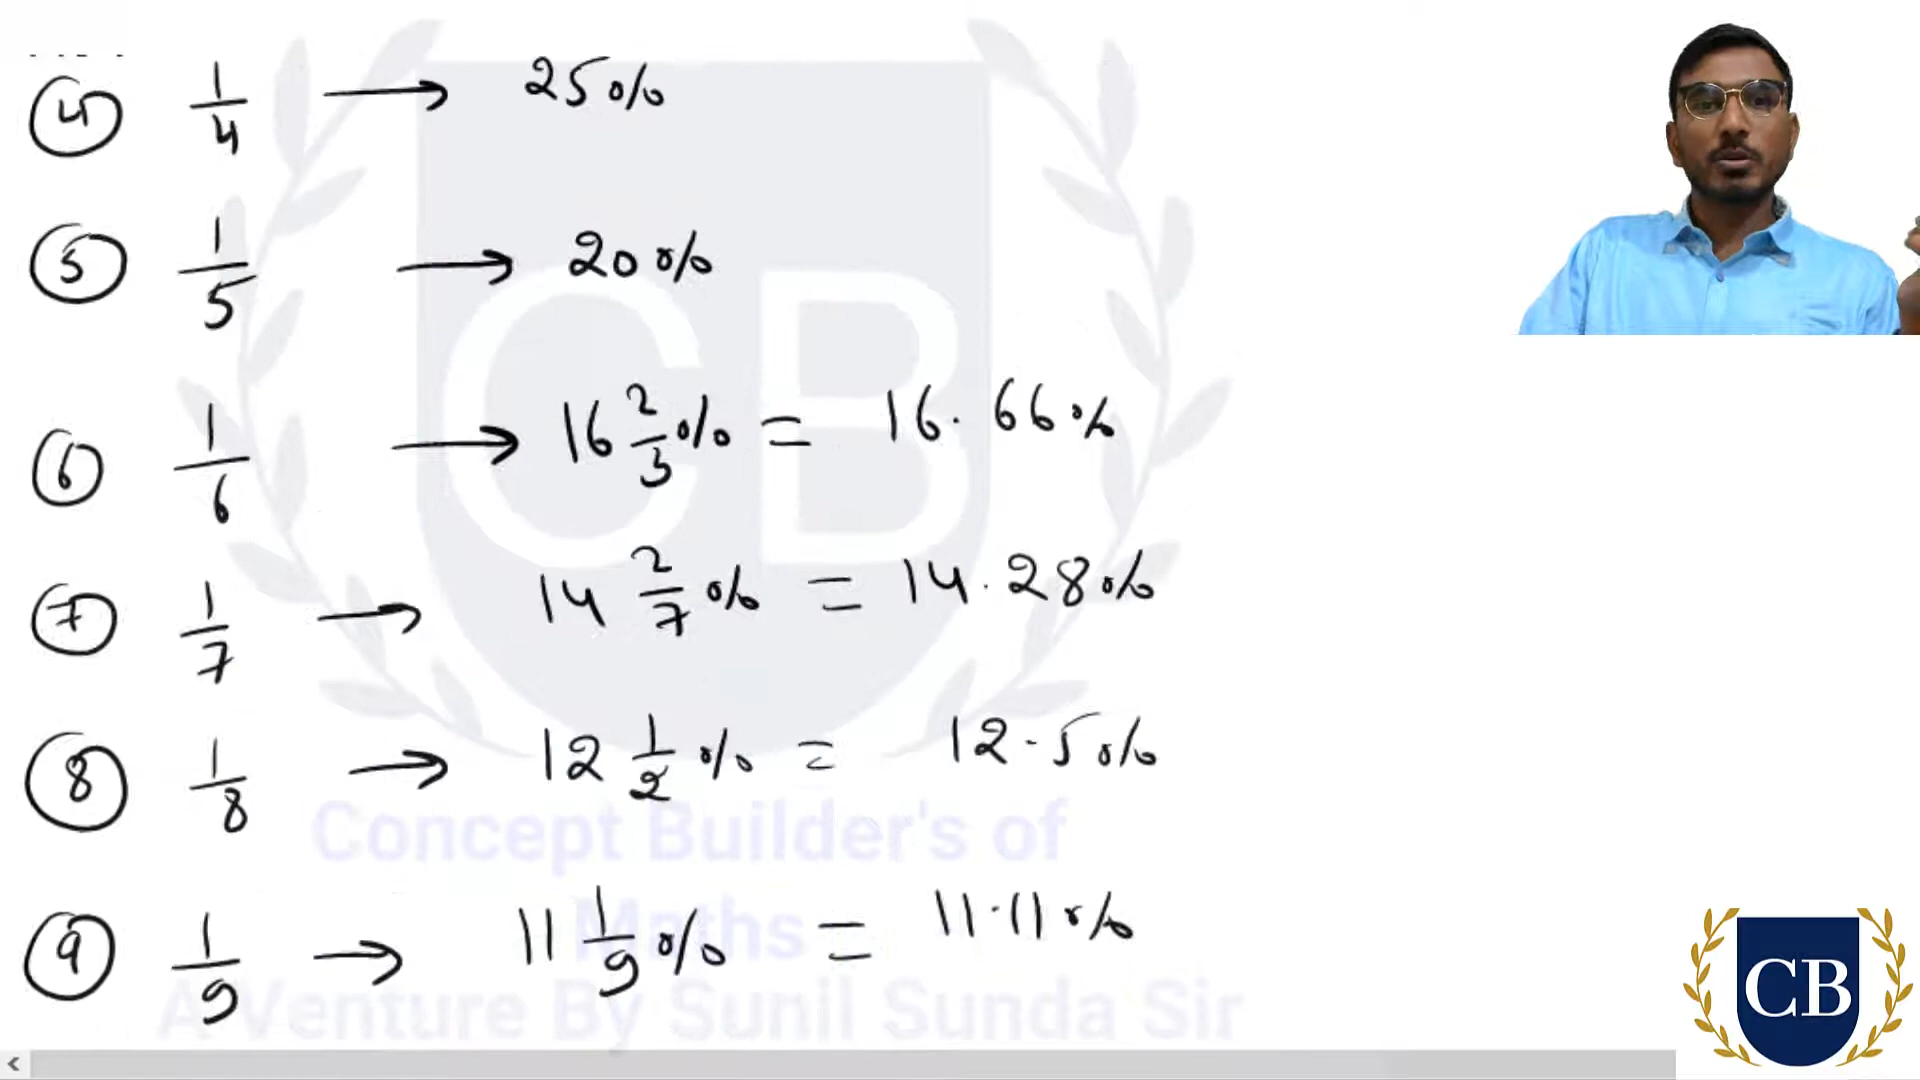 ④ 1/4 → 25%
⑤ 1/5 → 20%
⑥ 1/6 → 16 2/3% = 16.66%
⑦ 1/7 → 14 2/7% = 14.28%
⑧ 1/8 → 12 1/2% = 12.5%
⑨ 1/9 → 11 1/9% = 11.11%
CB
Concept Builder's of
Maths
A Venture By Sunil Sunda Sir
CB